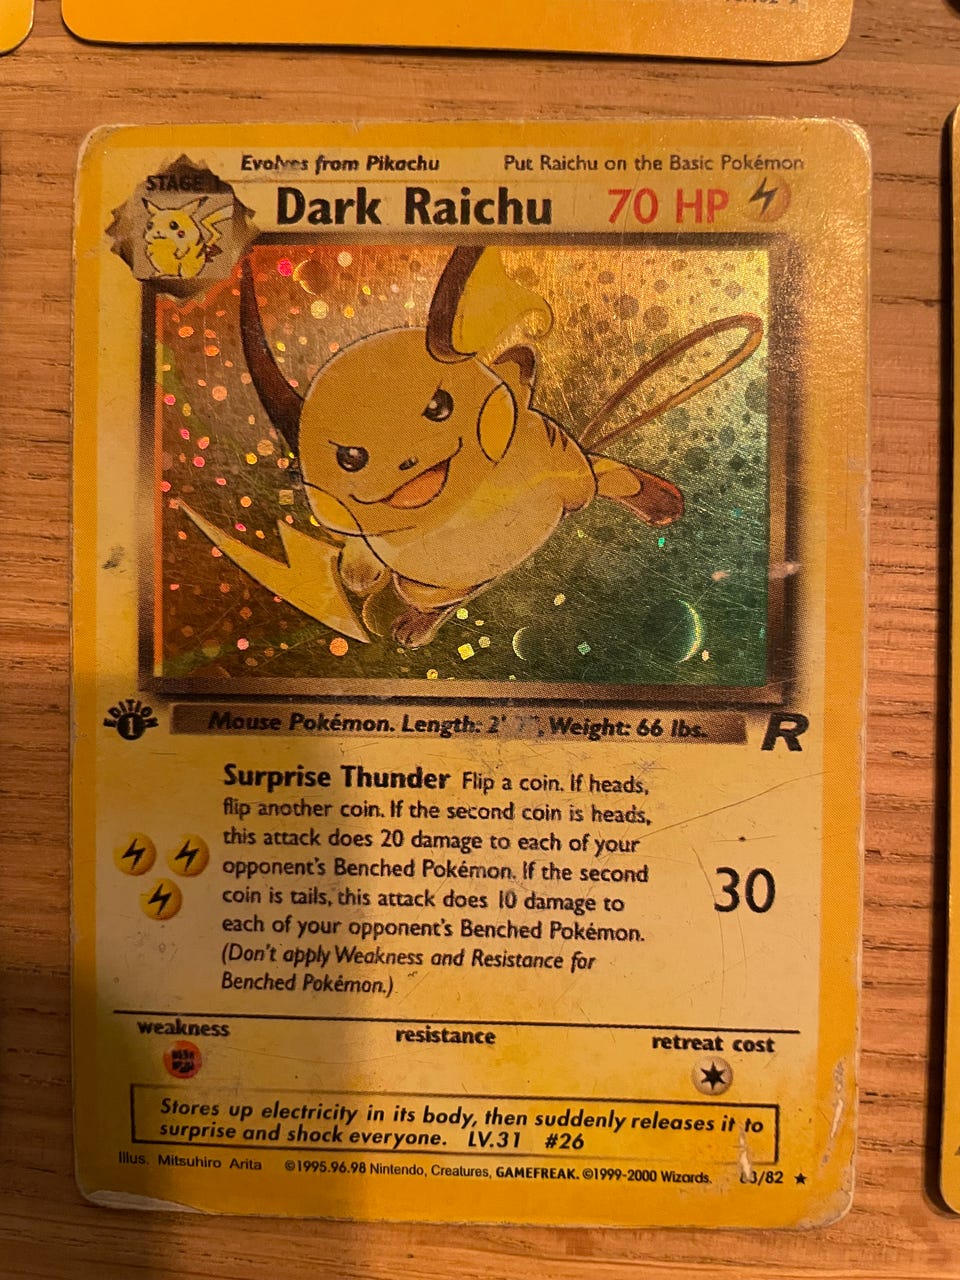 Evolves from Pikachu Put Raichu on the Basic Pokémon
STAGE 1
Dark Raichu 70 HP
EDITION 1
Mouse Pokémon. Length: 2' Weight: 66 lbs. R
Surprise Thunder Flip a coin. If heads,
flip another coin. If the second coin is heads,
this attack does 20 damage to each of your
opponent's Benched Pokémon. If the second
coin is tails, this attack does 10 damage to
each of your opponent's Benched Pokémon.
(Don't apply Weakness and Resistance for
Benched Pokémon.)
30
weakness resistance retreat cost
Stores up electricity in its body, then suddenly releases it to
surprise and shock everyone. LV.31 #26
Illus. Mitsuhiro Arita ©1995.96.98 Nintendo, Creatures, GAMEFREAK. ©1999-2000 Wizards. 83/82 ★